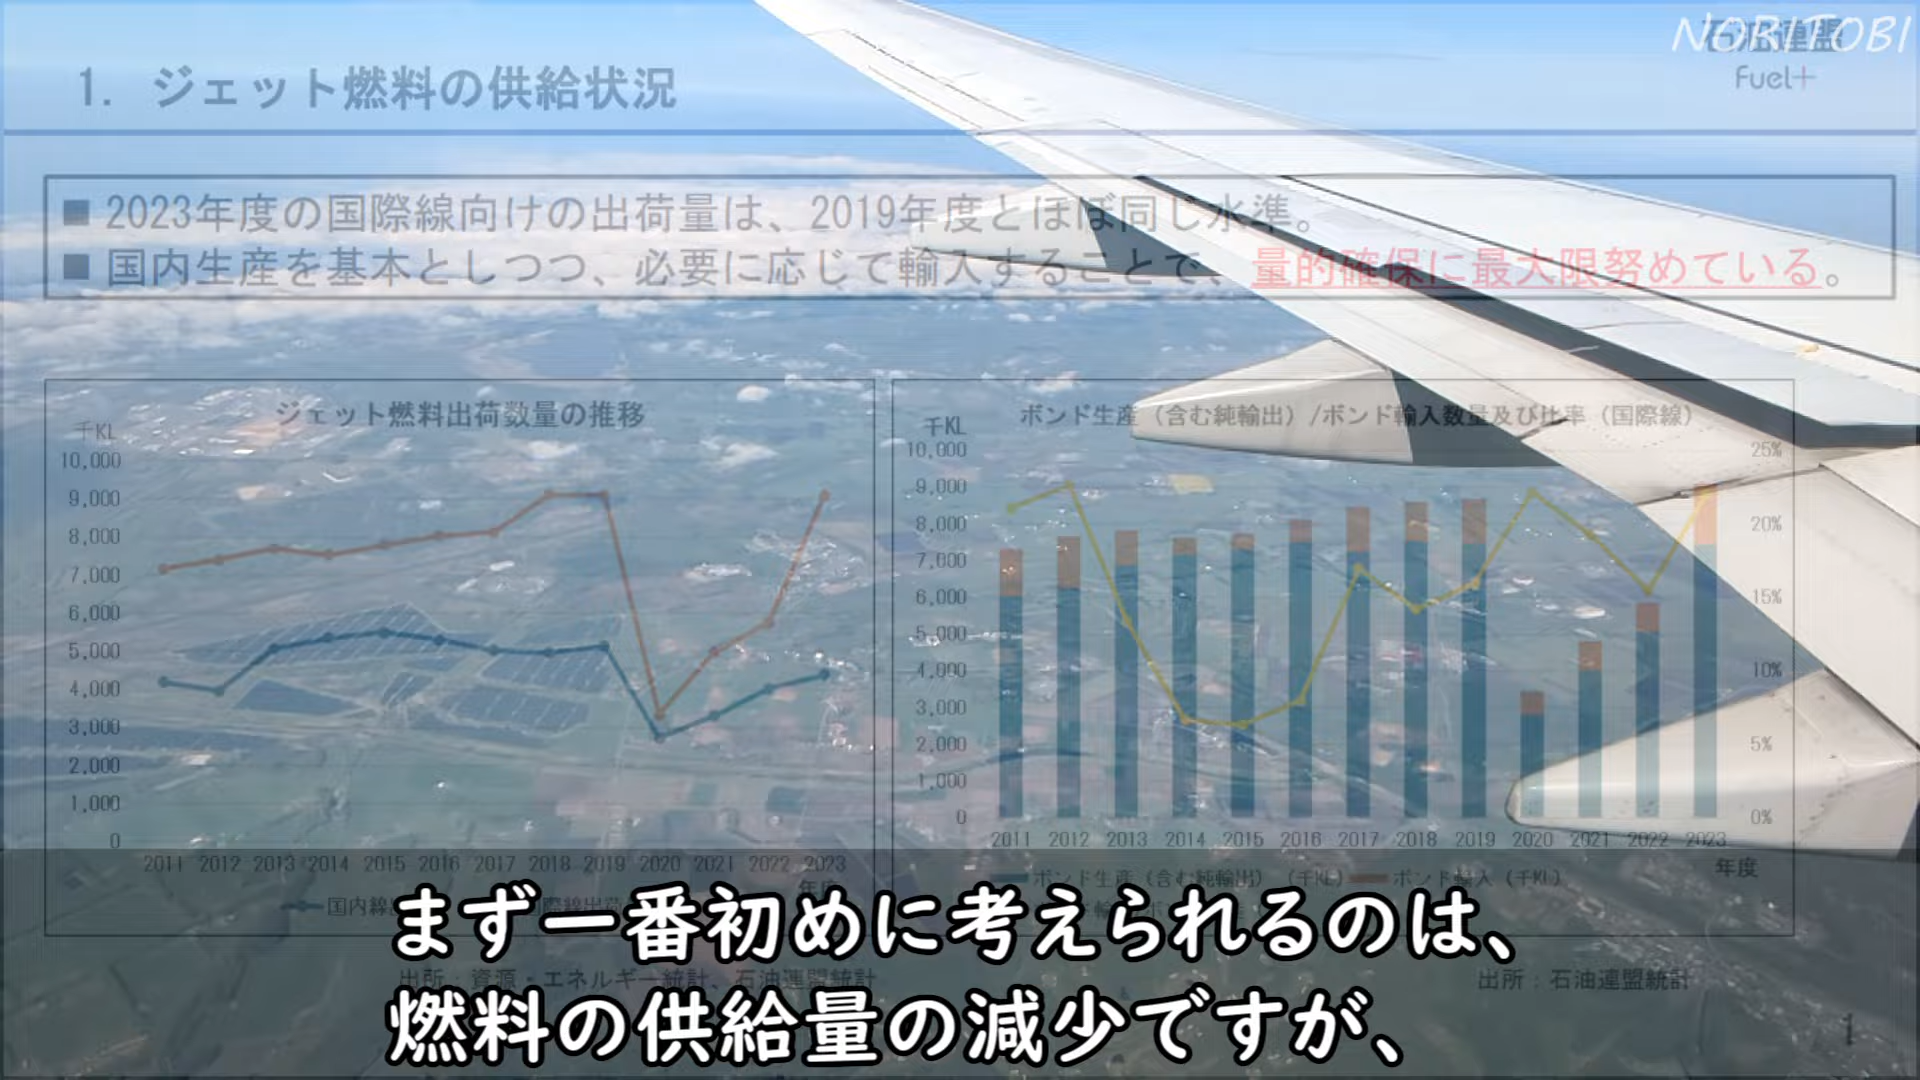 NORITOBI
石油連盟
Fuel+
1. ジェット燃料の供給状況
■ 2023年度の国際線向けの出荷量は、2019年度とほぼ同じ水準。
■ 国内生産を基本としつつ、必要に応じて輸入することで、量的確保に最大限努めている。
ジェット燃料出荷数量の推移
千KL
10,000
9,000
8,000
7,000
6,000
5,000
4,000
3,000
2,000
1,000
0
2011 2012 2013 2014 2015 2016 2017 2018 2019 2020 2021 2022 2023
年度
国内線
国際線出荷
出所：資源・エネルギー統計、石油連盟統計
ボンド生産（含む純輸出）/ボンド輸入数量及び比率（国際線）
千KL
10,000
9,000
8,000
7,000
6,000
5,000
4,000
3,000
2,000
1,000
0
25%
20%
15%
10%
5%
0%
2011 2012 2013 2014 2015 2016 2017 2018 2019 2020 2021 2022 2023
年度
ボンド生産（含む純輸出）（千KL） ボンド輸入（千KL）
出所：石油連盟統計
1
まず一番初めに考えられるのは、
燃料の供給量の減少ですが、